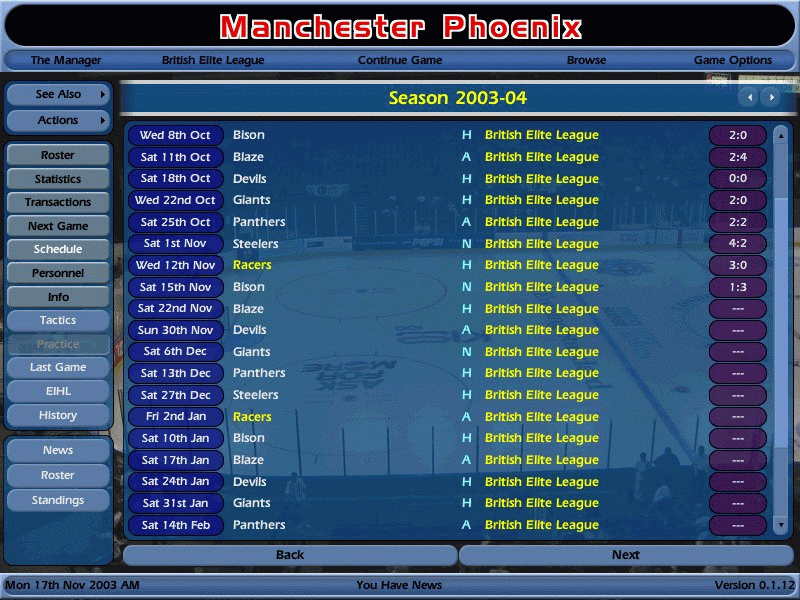 Manchester Phoenix
The Manager British Elite League Continue Game Browse Game Options
See Also
Actions
Roster
Statistics
Transactions
Next Game
Schedule
Personnel
Info
Tactics
Practice
Last Game
EIHL
History
News
Roster
Standings
Season 2003-04
Wed 8th Oct Bison H British Elite League 2:0
Sat 11th Oct Blaze A British Elite League 2:4
Sat 18th Oct Devils H British Elite League 0:0
Wed 22nd Oct Giants H British Elite League 2:0
Sat 25th Oct Panthers A British Elite League 2:2
Sat 1st Nov Steelers N British Elite League 4:2
Wed 12th Nov Racers H British Elite League 3:0
Sat 15th Nov Bison N British Elite League 1:3
Sat 22nd Nov Blaze H British Elite League ---
Sun 30th Nov Devils A British Elite League ---
Sat 6th Dec Giants N British Elite League ---
Sat 13th Dec Panthers H British Elite League ---
Sat 27th Dec Steelers H British Elite League ---
Fri 2nd Jan Racers A British Elite League ---
Sat 10th Jan Bison H British Elite League ---
Sat 17th Jan Blaze A British Elite League ---
Sat 24th Jan Devils H British Elite League ---
Sat 31st Jan Giants H British Elite League ---
Sat 14th Feb Panthers A British Elite League ---
Back Next
Mon 17th Nov 2003 AM You Have News Version 0.1.12